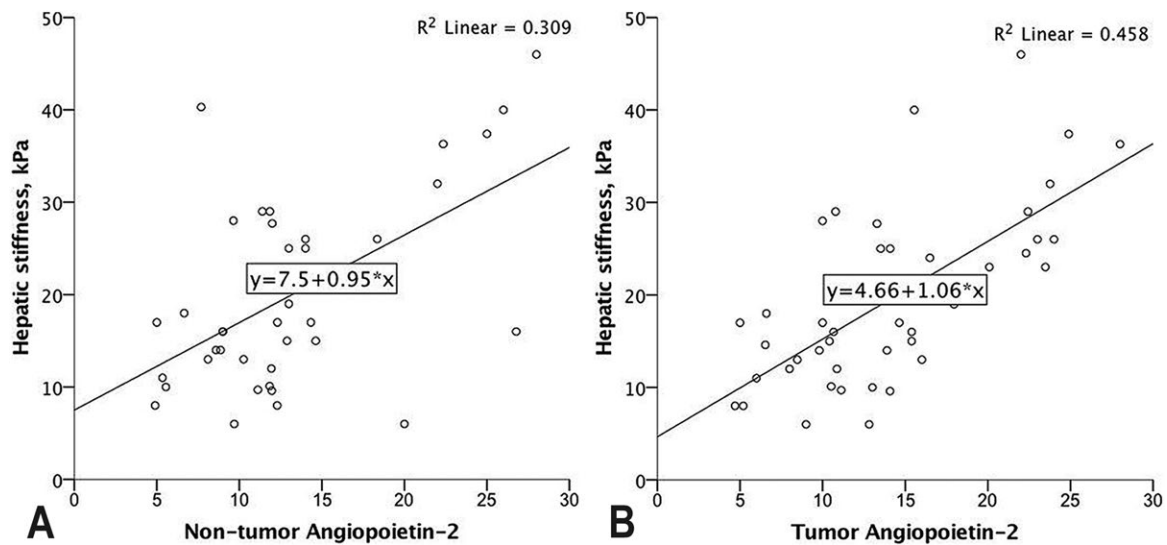 R² Linear = 0.309
50
40
30
20
10
0
Hepatic stiffness, kPa
y=7.5+0.95*x
0 5 10 15 20 25 30
Non-tumor Angiopoietin-2
A
R² Linear = 0.458
50
40
30
20
10
0
Hepatic stiffness, kPa
y=4.66+1.06*x
0 5 10 15 20 25 30
Tumor Angiopoietin-2
B